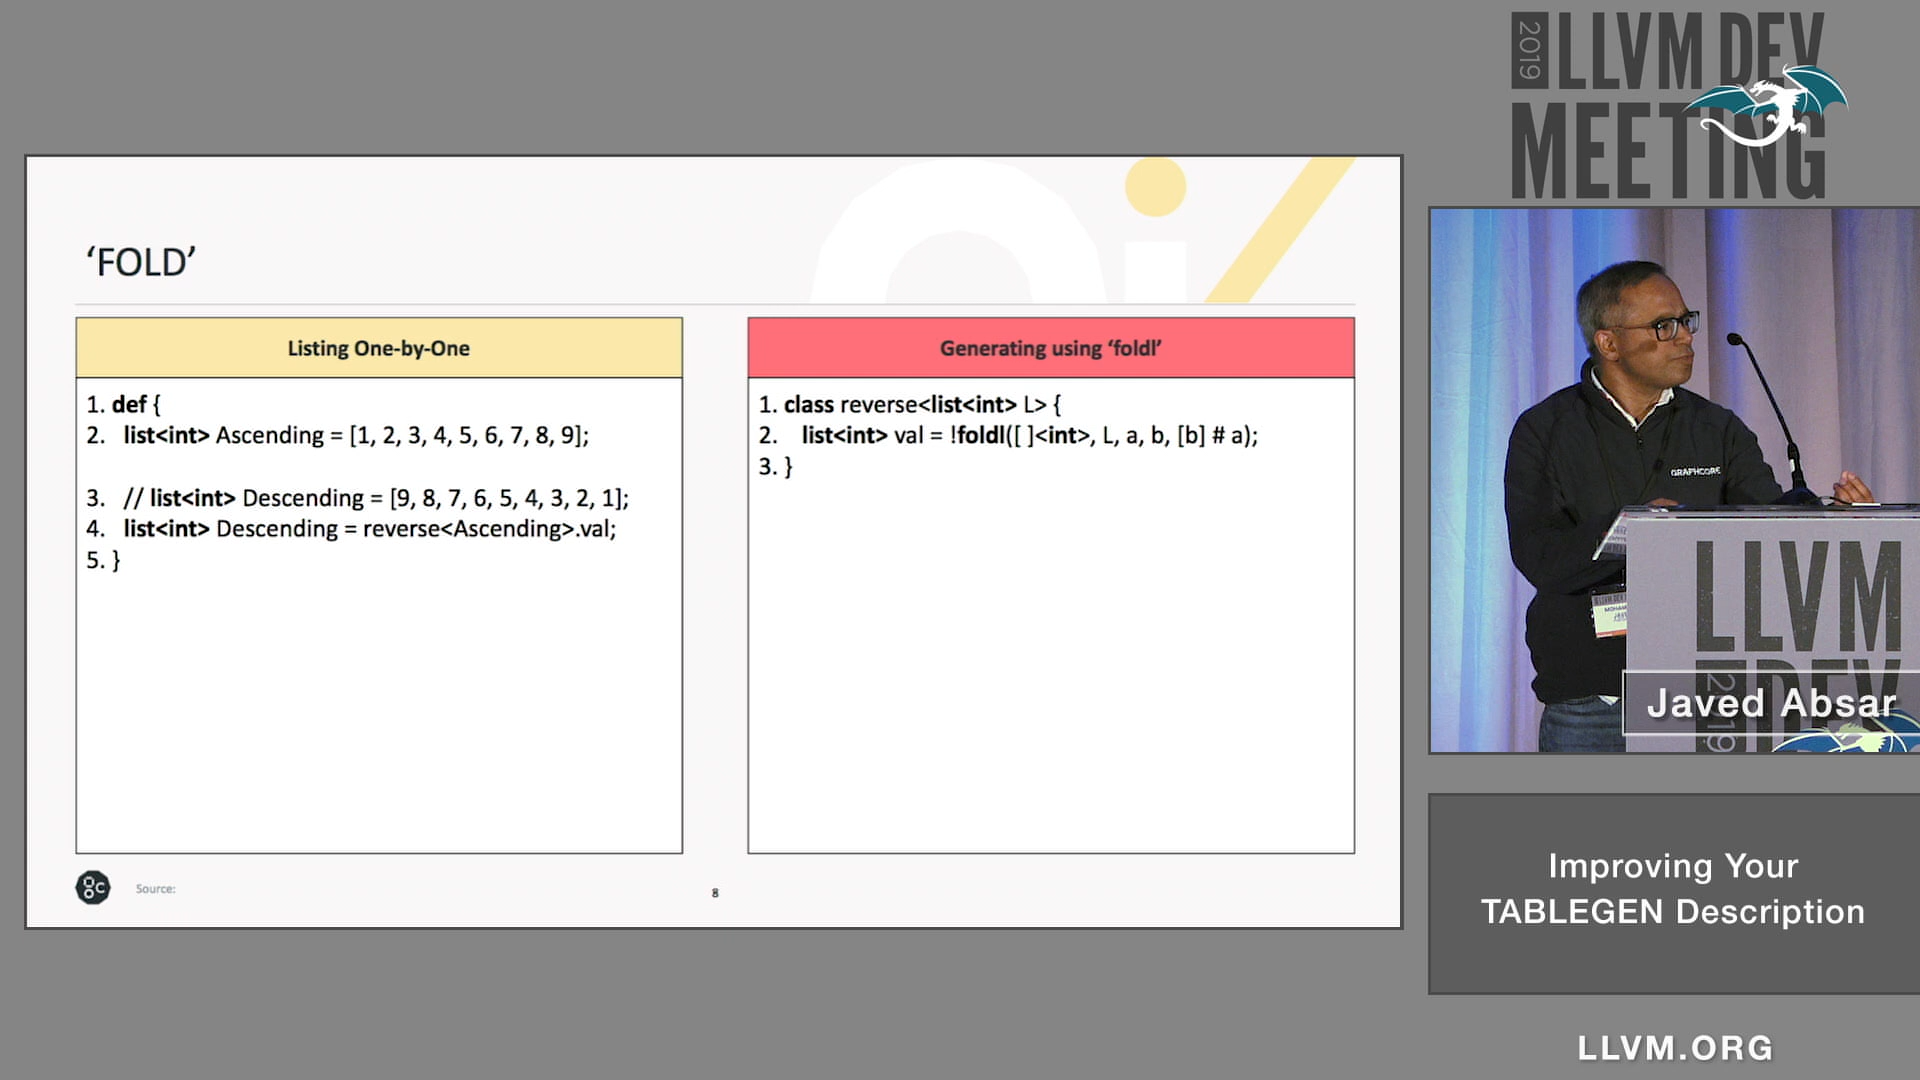 2019 LLVM DEV
MEETING
‘FOLD’
Listing One-by-One
1. def {
2. list<int> Ascending = [1, 2, 3, 4, 5, 6, 7, 8, 9];
3. // list<int> Descending = [9, 8, 7, 6, 5, 4, 3, 2, 1];
4. list<int> Descending = reverse<Ascending>.val;
5. }
Generating using ‘foldl’
1. class reverse<list<int> L> {
2. list<int> val = !foldl([ ]<int>, L, a, b, [b] # a);
3. }
Source:
8
GRAPHCORE
LLVM
2019 DEV
Javed Absar
Improving Your
TABLEGEN Description
LLVM.ORG